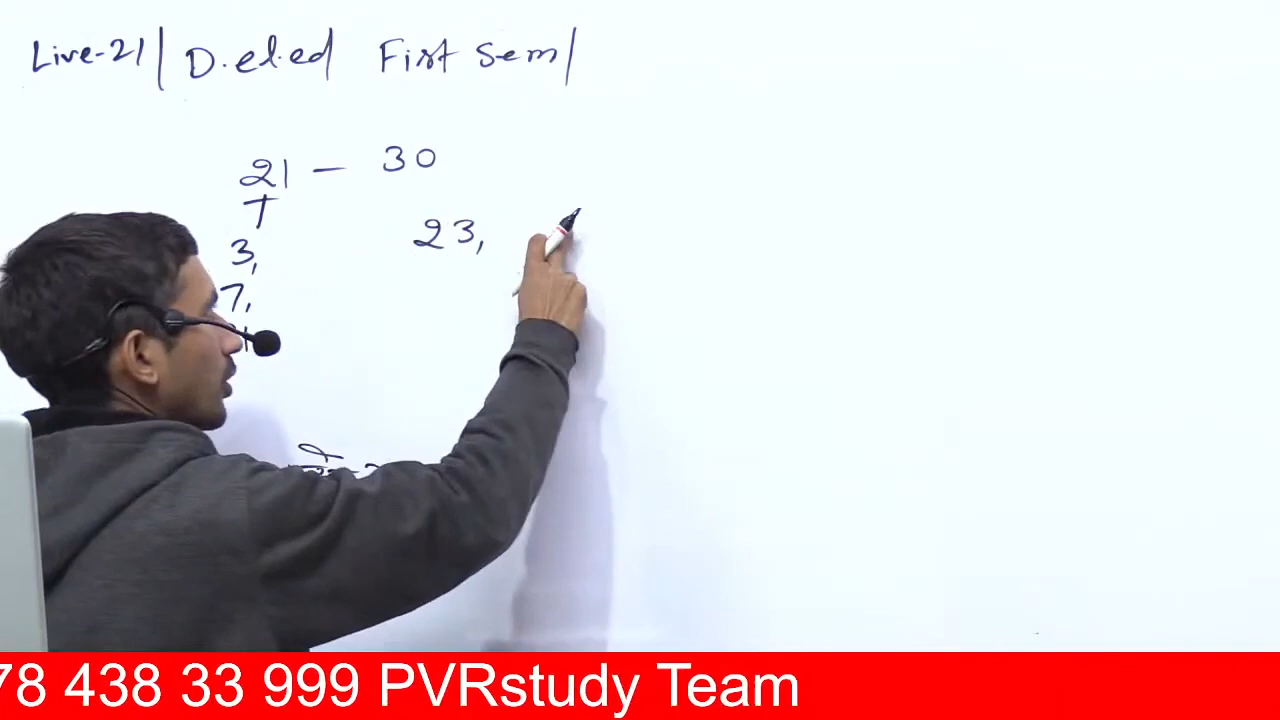 Live-21 | D.el.ed First Sem |
21 - 30
23,
3,
7,
78 438 33 999 PVRstudy Team